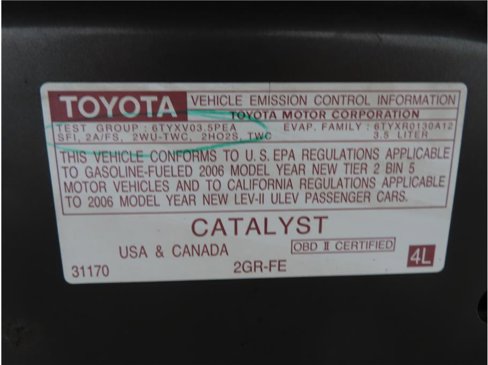 TOYOTA VEHICLE EMISSION CONTROL INFORMATION
TOYOTA MOTOR CORPORATION
TEST GROUP : 6TYXV03.5PEA EVAP. FAMILY : 6TYXR0130A12
SFI, 2A/FS, 2WU-TWC, 2HO2S, TWC 3.5 LITER
THIS VEHICLE CONFORMS TO U.S. EPA REGULATIONS APPLICABLE
TO GASOLINE-FUELED 2006 MODEL YEAR NEW TIER 2 BIN 5
MOTOR VEHICLES AND TO CALIFORNIA REGULATIONS APPLICABLE
TO 2006 MODEL YEAR NEW LEV-II ULEV PASSENGER CARS.
CATALYST
USA & CANADA OBD II CERTIFIED
31170 2GR-FE 4L